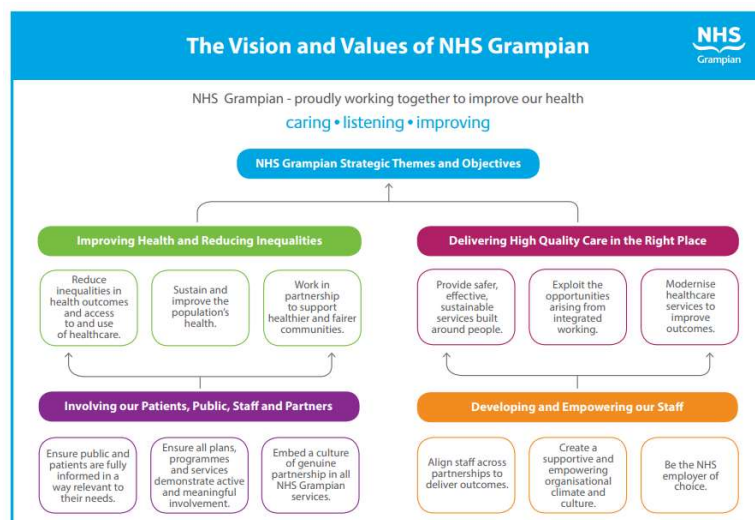 The Vision and Values of NHS Grampian
NHS
Grampian
NHS Grampian - proudly working together to improve our health
caring • listening • improving
NHS Grampian Strategic Themes and Objectives
Improving Health and Reducing Inequalities
Reduce
inequalities in
health outcomes
and access
to and use
of healthcare.
Sustain and
improve the
population's
health.
Work in
partnership
to support
healthier and fairer
communities.
Delivering High Quality Care in the Right Place
Provide safer,
effective,
sustainable
services built
around people.
Exploit the
opportunities
arising from
integrated
working.
Modernise
healthcare
services to
improve
outcomes.
Involving our Patients, Public, Staff and Partners
Ensure public and
patients are fully
informed in a
way relevant to
their needs.
Ensure all plans,
programmes
and services
demonstrate active
and meaningful
involvement.
Embed a culture
of genuine
partnership in all
NHS Grampian
services.
Developing and Empowering our Staff
Align staff across
partnerships to
deliver outcomes.
Create a
supportive and
empowering
organisational
climate and
culture.
Be the NHS
employer of
choice.